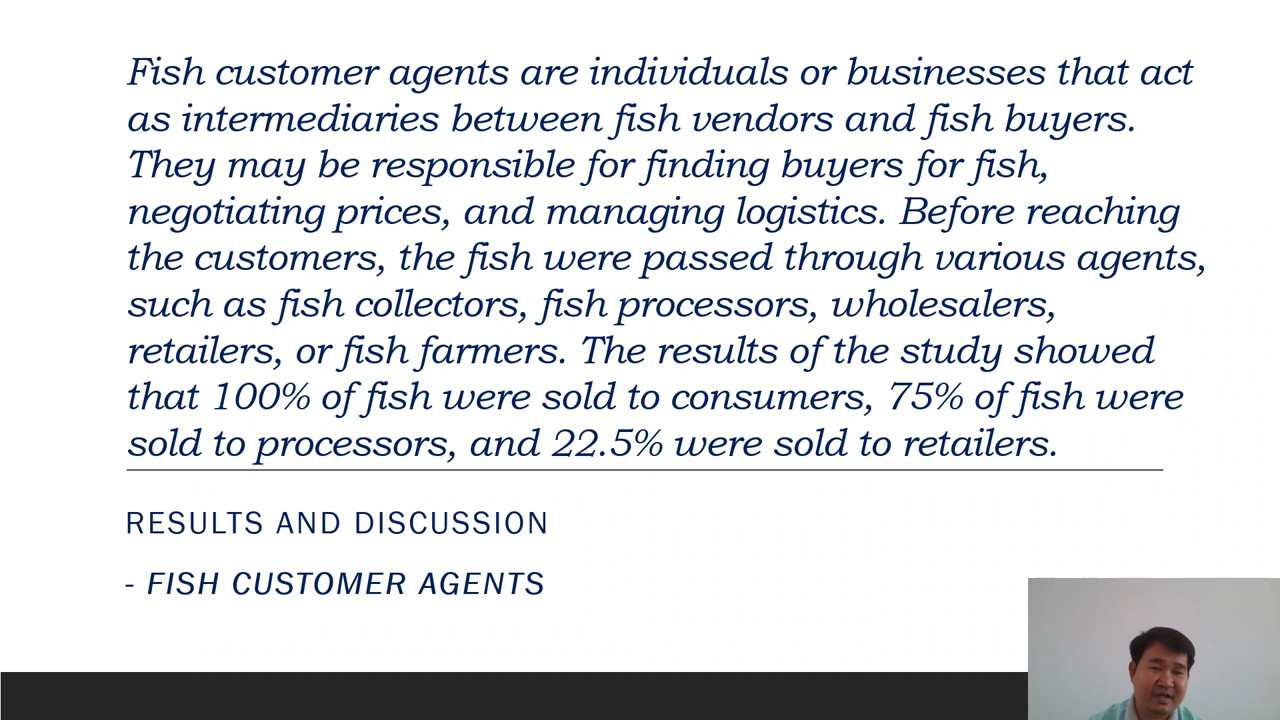 Fish customer agents are individuals or businesses that act
as intermediaries between fish vendors and fish buyers.
They may be responsible for finding buyers for fish,
negotiating prices, and managing logistics. Before reaching
the customers, the fish were passed through various agents,
such as fish collectors, fish processors, wholesalers,
retailers, or fish farmers. The results of the study showed
that 100% of fish were sold to consumers, 75% of fish were
sold to processors, and 22.5% were sold to retailers.
RESULTS AND DISCUSSION
- FISH CUSTOMER AGENTS